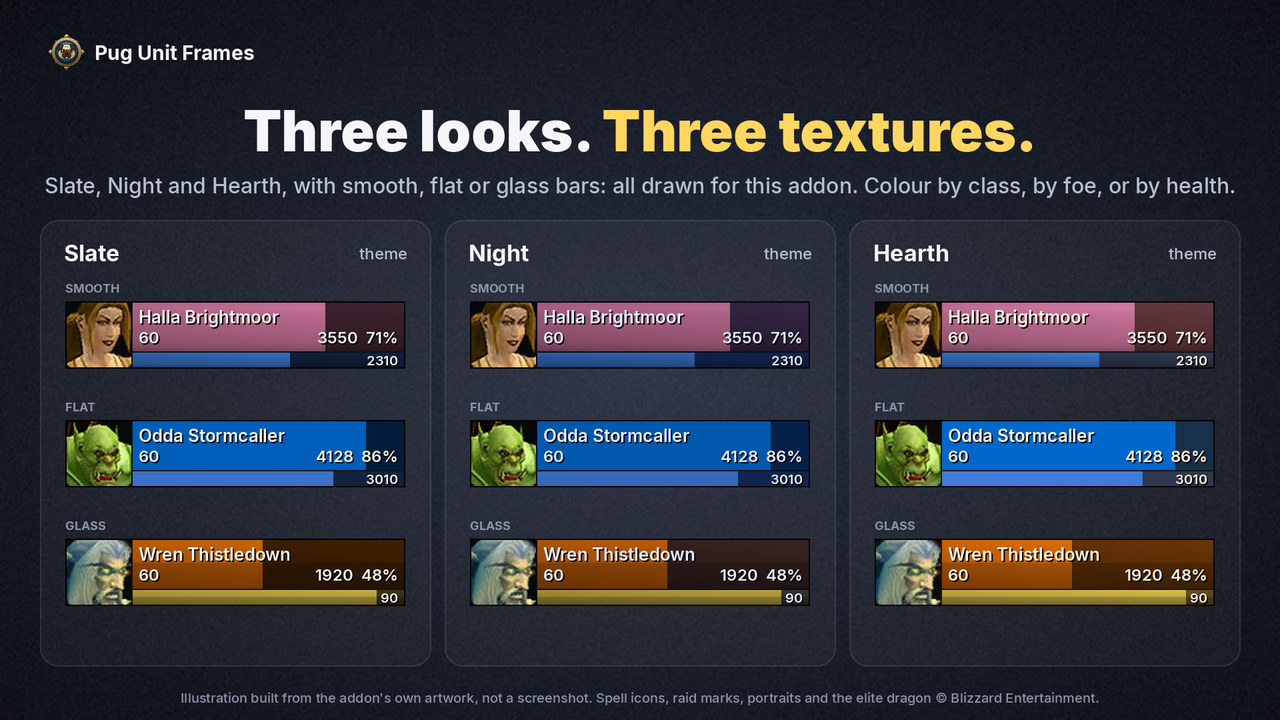 Pug Unit Frames
Three looks. Three textures.
Slate, Night and Hearth, with smooth, flat or glass bars: all drawn for this addon. Colour by class, by foe, or by health.
Slate
theme
SMOOTH
Halla Brightmoor
60
3550 71%
2310
FLAT
Odda Stormcaller
60
4128 86%
3010
GLASS
Wren Thistledown
60
1920 48%
90
Night
theme
SMOOTH
Halla Brightmoor
60
3550 71%
2310
FLAT
Odda Stormcaller
60
4128 86%
3010
GLASS
Wren Thistledown
60
1920 48%
90
Hearth
theme
SMOOTH
Halla Brightmoor
60
3550 71%
2310
FLAT
Odda Stormcaller
60
4128 86%
3010
GLASS
Wren Thistledown
60
1920 48%
90
Illustration built from the addon's own artwork, not a screenshot. Spell icons, raid marks, portraits and the elite dragon © Blizzard Entertainment.